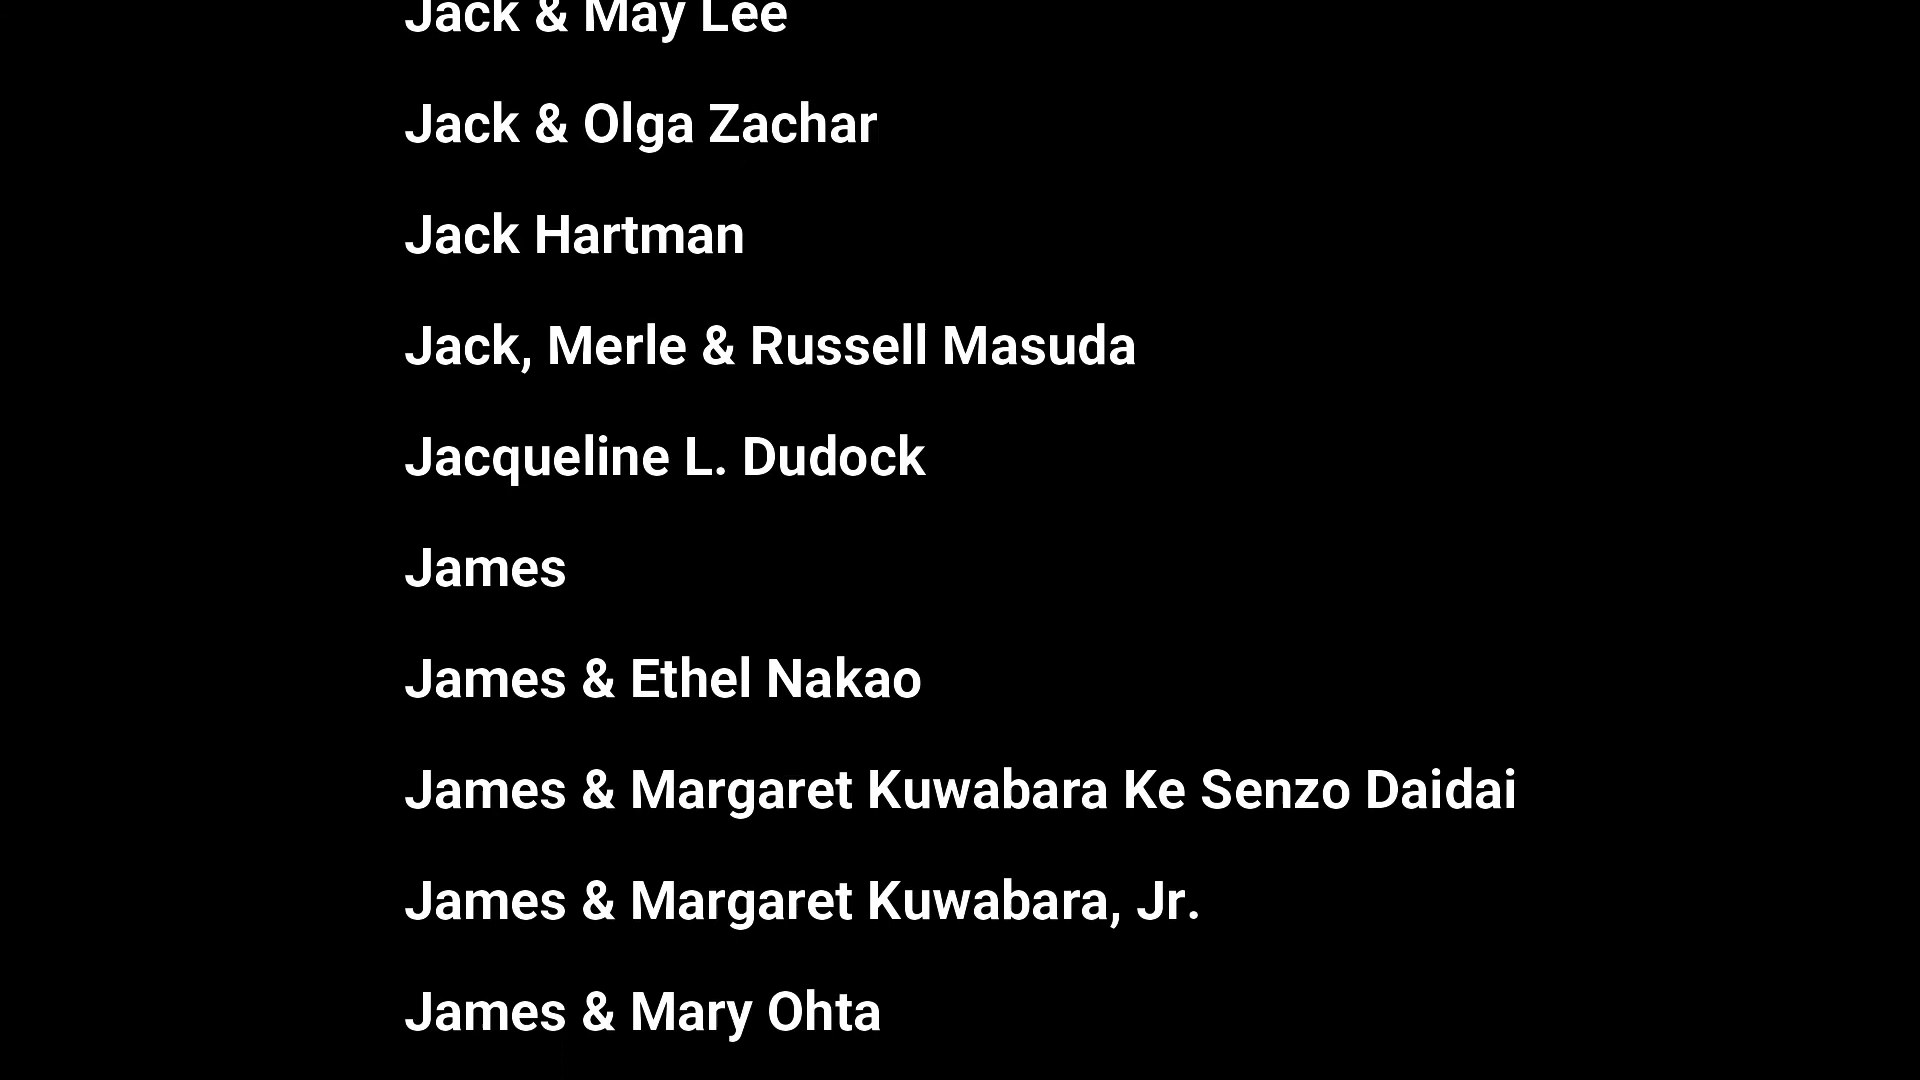 Jack & May Lee
Jack & Olga Zachar
Jack Hartman
Jack, Merle & Russell Masuda
Jacqueline L. Dudock
James
James & Ethel Nakao
James & Margaret Kuwabara Ke Senzo Daidai
James & Margaret Kuwabara, Jr.
James & Mary Ohta